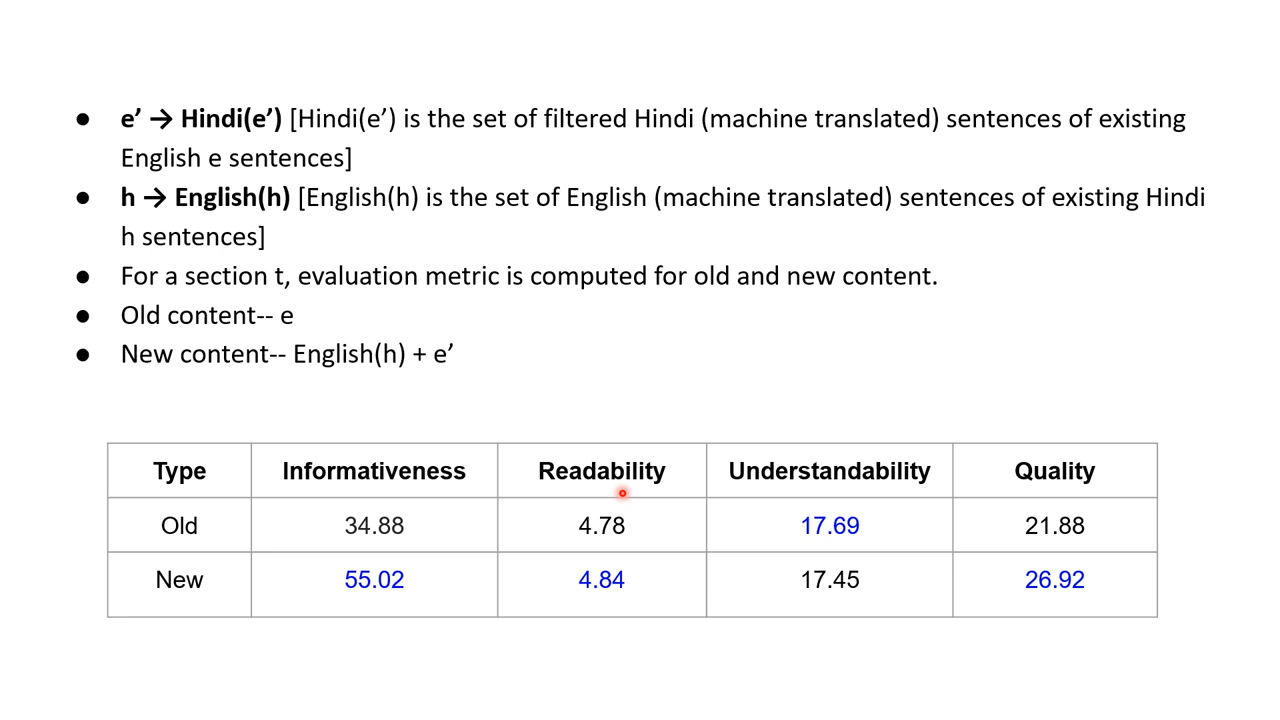 ● e’ → Hindi(e’) [Hindi(e’) is the set of filtered Hindi (machine translated) sentences of existing
English e sentences]
● h → English(h) [English(h) is the set of English (machine translated) sentences of existing Hindi
h sentences]
● For a section t, evaluation metric is computed for old and new content.
● Old content-- e
● New content-- English(h) + e’
Type Informativeness Readability Understandability Quality
Old 34.88 4.78 17.69 21.88
New 55.02 4.84 17.45 26.92